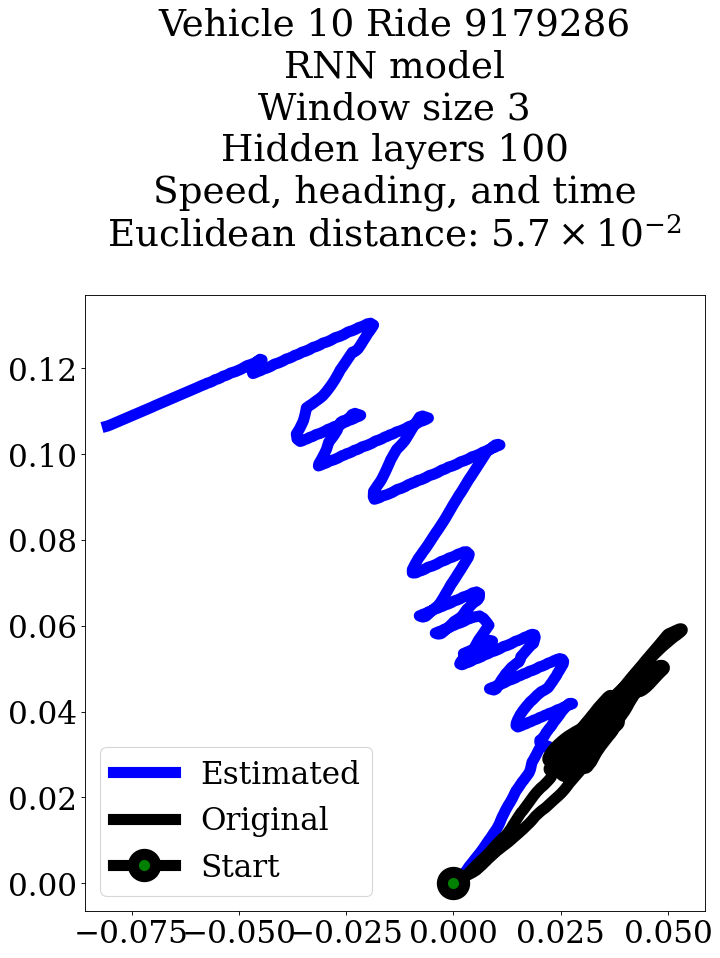 Vehicle 10 Ride 9179286
RNN model
Window size 3
Hidden layers 100
Speed, heading, and time
Euclidean distance: 5.7 × 10⁻²
0.12
0.10
0.08
0.06
0.04
0.02
0.00
Estimated
Original
Start
−0.075 −0.050 −0.025 0.000 0.025 0.050